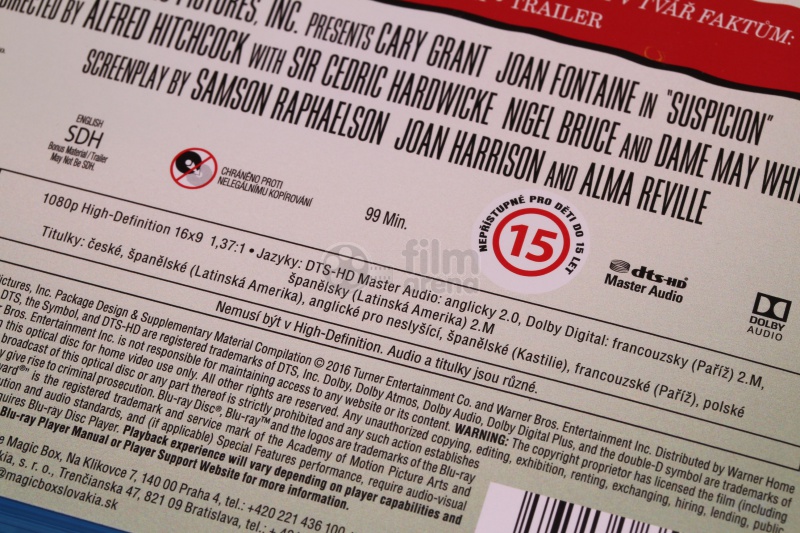 V TVÁŘ FAKTŮM:
TRAILER
PICTURES, INC. PRESENTS CARY GRANT JOAN FONTAINE IN "SUSPICION"
DIRECTED BY ALFRED HITCHCOCK WITH SIR CEDRIC HARDWICKE NIGEL BRUCE AND DAME MAY WHI
SCREENPLAY BY SAMSON RAPHAELSON JOAN HARRISON AND ALMA REVILLE
ENGLISH
SDH
Bonus Material/Trailer
May Not Be SDH.
CHRÁNĚNO PROTI
NELEGÁLNÍMU KOPÍROVÁNÍ
99 Min.
NEPŘÍSTUPNÉ PRO DĚTI DO 15 LET
15
dts-HD
Master Audio
DOLBY
AUDIO
film
arena
1080p High-Definition 16x9 1,37:1 • Jazyky: DTS-HD Master Audio: anglicky 2.0, Dolby Digital: francouzsky (Paříž) 2.M,
španělsky (Latinská Amerika) 2.M
Titulky: české, španělské (Latinská Amerika), anglické pro neslyšící, španělské (Kastilie), francouzské (Paříž), polské
Nemusí být v High-Definition. Audio a titulky jsou různé.
ictures, Inc. Package Design & Supplementary Material Compilation © 2016 Turner Entertainment Co. and Warner Bros. Entertainment Inc. Distributed by Warner Home
DTS, the Symbol, and DTS-HD are registered trademarks of DTS, Inc. Dolby, Dolby Atmos, Dolby Audio, Dolby Digital Plus, and the double-D symbol are trademarks of
r Bros. Entertainment Inc. is not responsible for maintaining access to any website or its content. WARNING: The copyright proprietor has licensed the film (including
this optical disc for home video use only. All other rights are reserved. Any unauthorized copying, editing, exhibition, renting, exchanging, hiring, lending, public
broadcast of this optical disc or any part thereof is strictly prohibited and any such action establishes
y give rise to criminal prosecution. Blu-ray Disc®, Blu-ray™ and the logos are trademarks of the Blu-ray
ward®" is the registered trademark and service mark of the Academy of Motion Picture Arts and
ution and audio standards, and (if applicable) Special Features performance, require audio-visual
quires Blu-ray Disc Player. Playback experience will vary depending on player capabilities and
Blu-ray Player Manual or Player Support Website for more information.
e Magic Box, Na Klikovce 7, 140 00 Praha 4, tel.: +420 221 436 100
ia, s. r. o., Trenčianska 47, 821 09 Bratislava, tel.:
@magicboxslovakia.sk